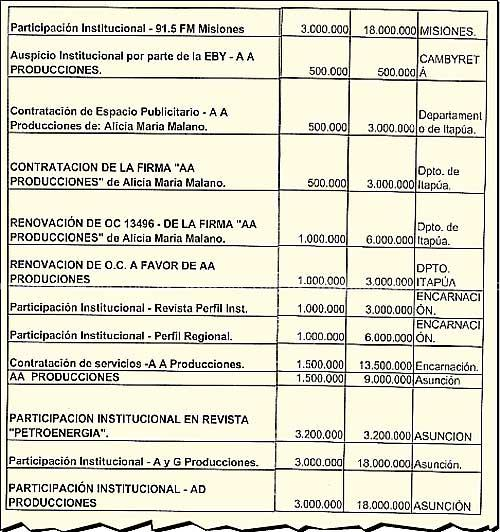 Participación Institucional - 91.5 FM Misiones 3.000.000 18.000.000 MISIONES.
Auspicio Institucional por parte de la EBY - A A
PRODUCCIONES. 500.000 500.000 CAMBYRET
Á
Contratación de Espacio Publicitario - A A
Producciones de: Alicia María Malano. 500.000 3.000.000 Departament
o de Itapúa.
CONTRATACION DE LA FIRMA "AA
PRODUCCIONES" de Alicia María Malano. 500.000 3.000.000 Dpto. de
Itapúa.
RENOVACIÓN DE OC 13496 - DE LA FIRMA "AA
PRODUCCIONES" de Alicia María Malano. 1.000.000 6.000.000 Dpto. de
Itapúa.
RENOVACION DE O.C. A FAVOR DE AA
PRODUCIONES 1.000.000 3.000.000 DPTO.
ITAPÚA
Participación Institucional - Revista Perfil Inst. 1.000.000 3.000.000 ENCARNACI
ÓN.
Participación Institucional - Perfil Regional. 1.000.000 6.000.000 ENCARNACI
ÓN.
Contratación de servicios -A A Producciones. 1.500.000 13.500.000 Encarnación.
AA PRODUCCIONES 1.500.000 9.000.000 Asunción
PARTICIPACION INSTITUCIONAL EN REVISTA
"PETROENERGIA". 3.200.000 3.200.000 ASUNCION
Participación Institucional - A y G Producciones. 3.000.000 18.000.000 Asunción.
PARTICIPACIÓN INSTITUCIONAL - AD
PRODUCCIONES 3.000.000 18.000.000 ASUNCIÓN